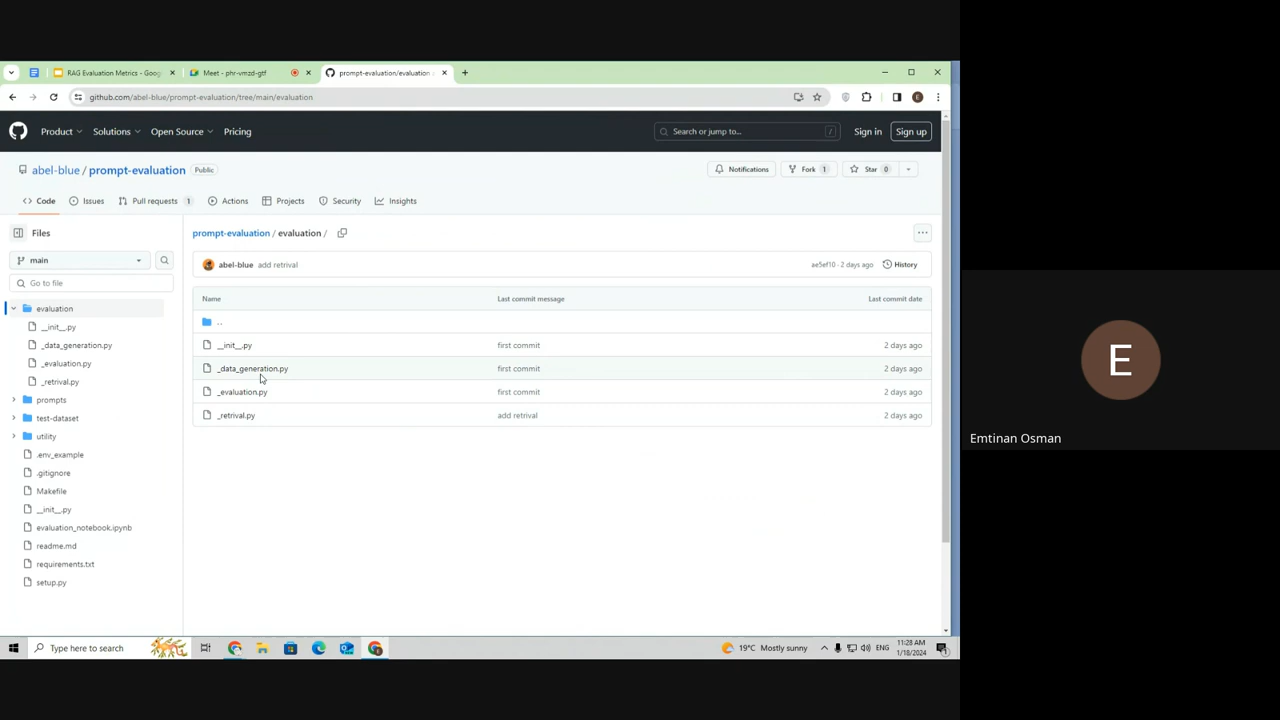 RAG Evaluation Metrics - Goog
Meet - phr-vmzd-gtf
prompt-evaluation/evaluation
github.com/abel-blue/prompt-evaluation/tree/main/evaluation
E
Product
Solutions
Open Source
Pricing
Search or jump to...
/
Sign in
Sign up
abel-blue / prompt-evaluation
Public
Notifications
Fork 1
Star 0
Code
Issues
Pull requests 1
Actions
Projects
Security
Insights
Files
main
Go to file
evaluation
__init__.py
_data_generation.py
_evaluation.py
_retrival.py
prompts
test-dataset
utility
.env_example
.gitignore
Makefile
__init__.py
evaluation_notebook.ipynb
readme.md
requirements.txt
setup.py
prompt-evaluation / evaluation /
abel-blue add retrival
ae5ef10 · 2 days ago
History
Name Last commit message Last commit date
..
__init__.py first commit 2 days ago
_data_generation.py first commit 2 days ago
_evaluation.py first commit 2 days ago
_retrival.py add retrival 2 days ago
Type here to search
19°C Mostly sunny
ENG
11:28 AM
1/18/2024
E
Emtinan Osman